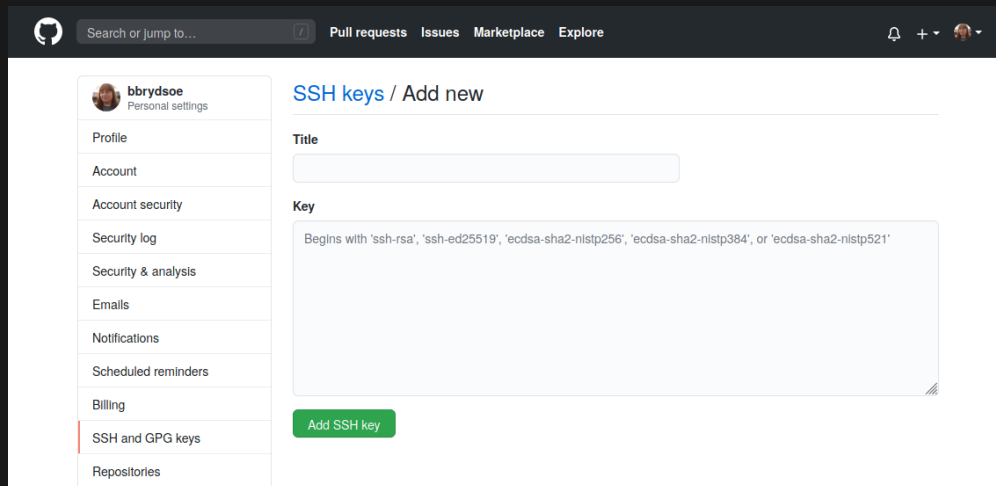 Search or jump to... /
Pull requests Issues Marketplace Explore
bbrydsoe
Personal settings
Profile
Account
Account security
Security log
Security & analysis
Emails
Notifications
Scheduled reminders
Billing
SSH and GPG keys
Repositories
SSH keys / Add new
Title
Key
Begins with 'ssh-rsa', 'ssh-ed25519', 'ecdsa-sha2-nistp256', 'ecdsa-sha2-nistp384', or 'ecdsa-sha2-nistp521'
Add SSH key